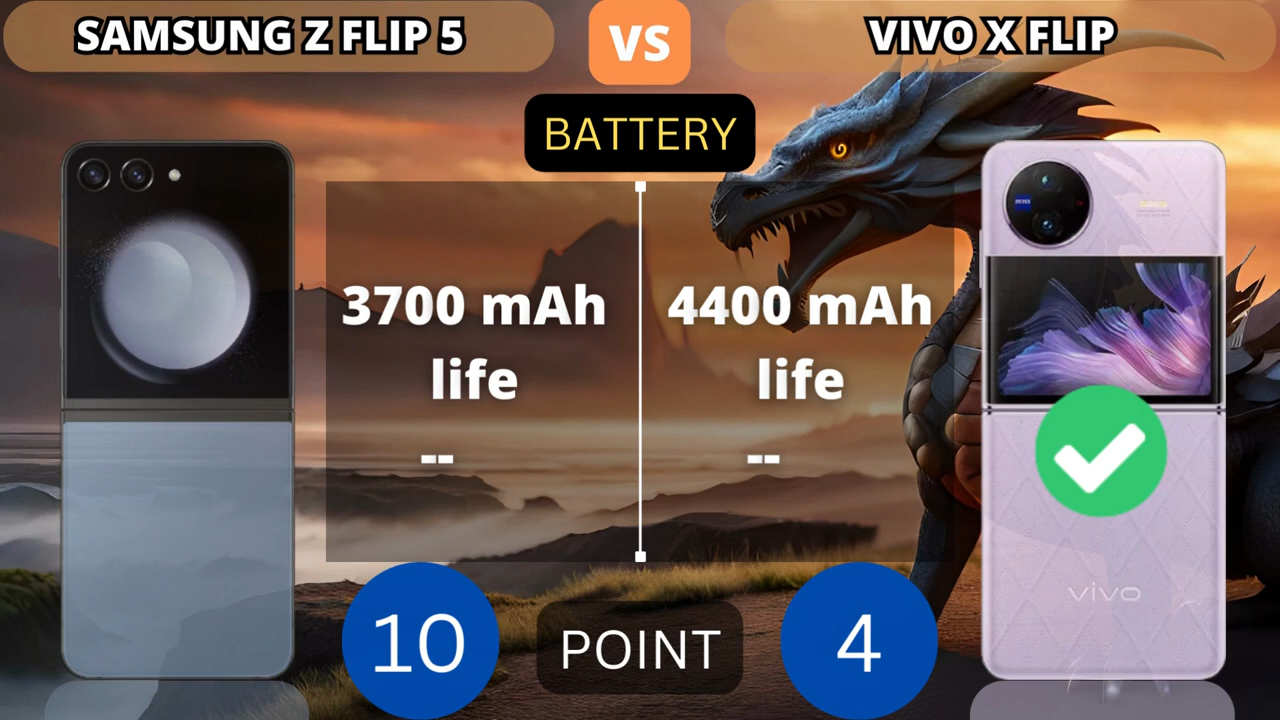 SAMSUNG Z FLIP 5
VS
VIVO X FLIP
BATTERY
3700 mAh
life
--
4400 mAh
life
--
10
POINT
4
vivo